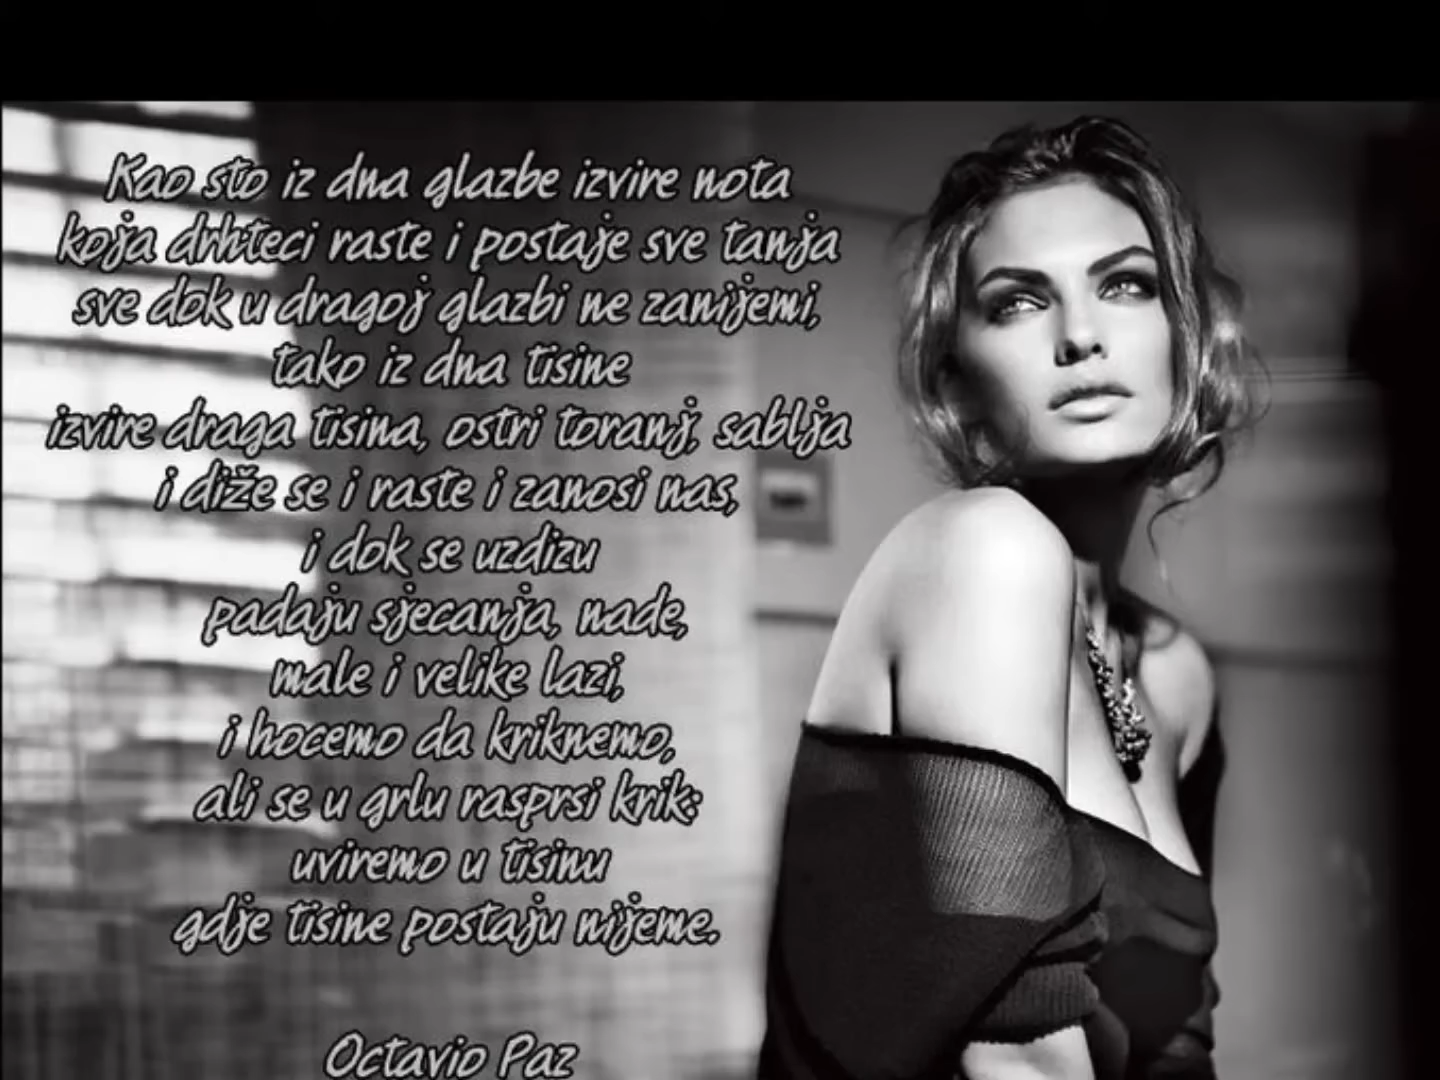 Kao sto iz dna glazbe izvire nota
koja drhteci raste i postaje sve tanja
sve dok u dragoj glazbi ne zanijemi,
tako iz dna tisine
izvire draga tisina, ostri toranj, sablja
i diže se i raste i zanosi nas,
i dok se uzdizu
padaju sjecanja, nade,
male i velike lazi,
i hocemo da kriknemo,
ali se u grlu rasprsi krik:
uviremo u tisinu
gdje tisine postaju nijeme.
Octavio Paz